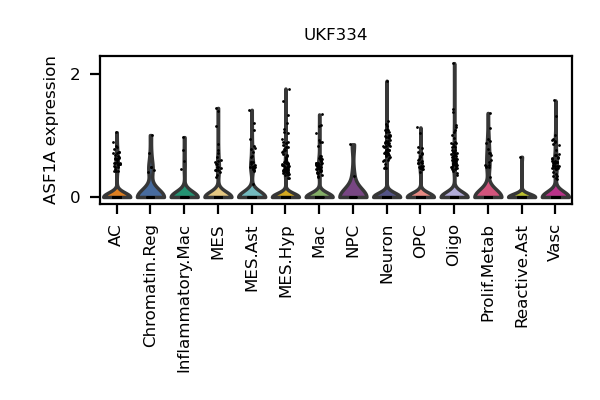 UKF334
ASF1A expression
2
0
AC
Chromatin.Reg
Inflammatory.Mac
MES
MES.Ast
MES.Hyp
Mac
NPC
Neuron
OPC
Oligo
Prolif.Metab
Reactive.Ast
Vasc